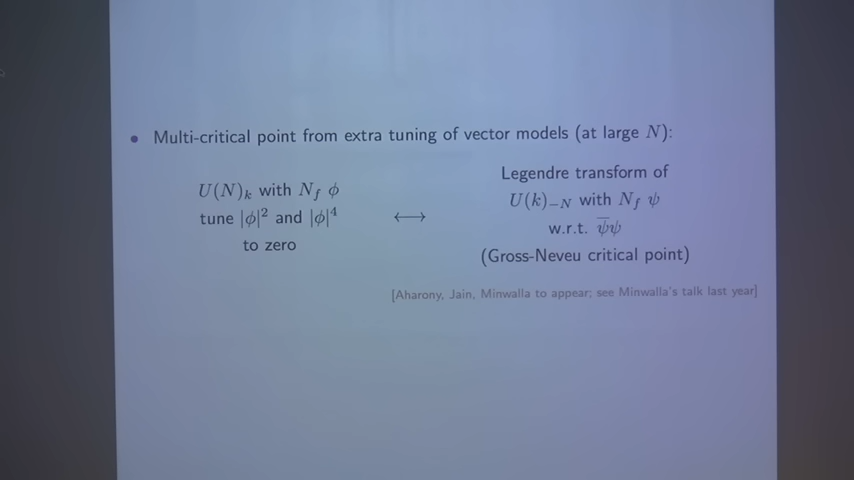 • Multi-critical point from extra tuning of vector models (at large N):
U(N)ₖ with N_f ϕ
tune |ϕ|² and |ϕ|⁴
to zero
⟷
Legendre transform of
U(k)₋N with N_f ψ
w.r.t. ψ̅ψ
(Gross-Neveu critical point)
[Aharony, Jain, Minwalla to appear; see Minwalla's talk last year]